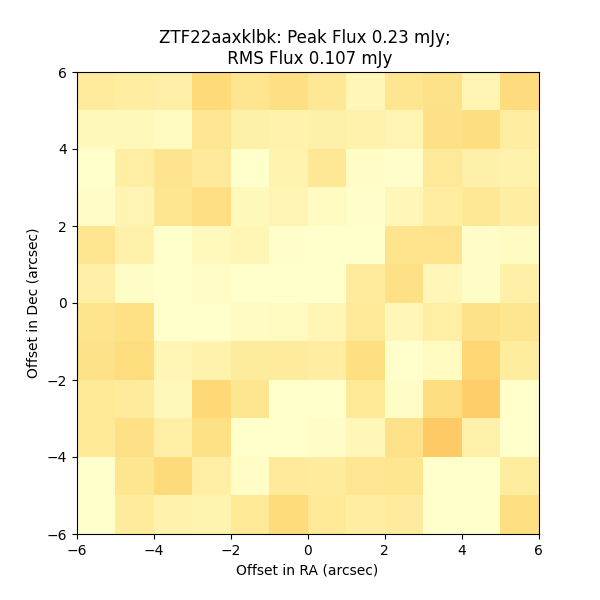 ZTF22aaxklbk: Peak Flux 0.23 mJy;
RMS Flux 0.107 mJy
6
4
2
0
−2
−4
−6
Offset in Dec (arcsec)
−6 −4 −2 0 2 4 6
Offset in RA (arcsec)